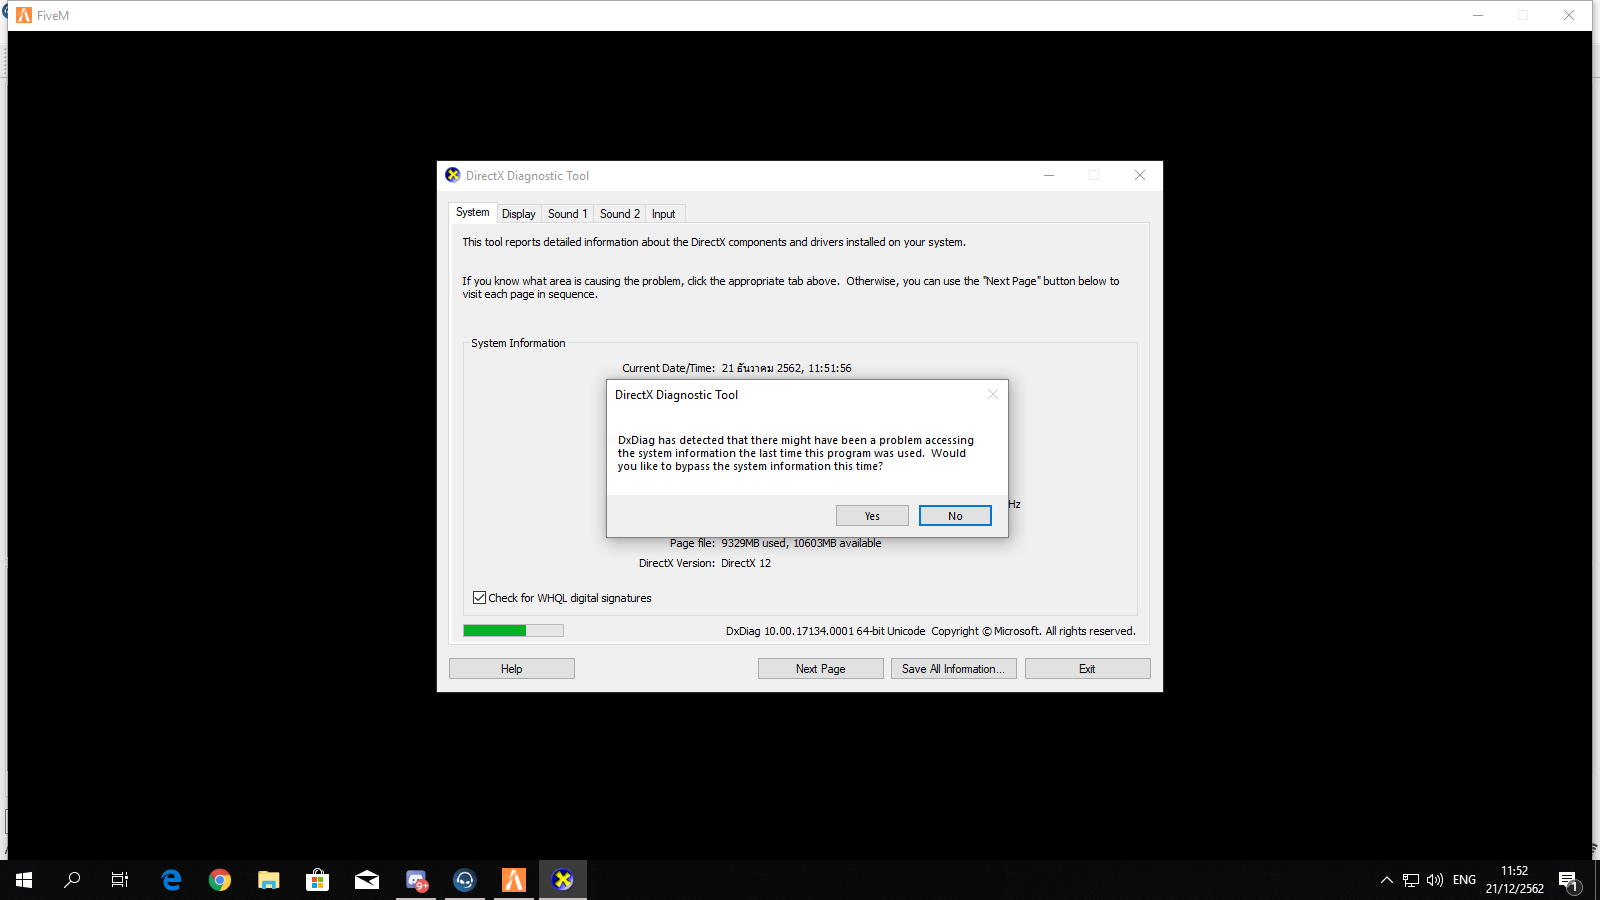 FiveM
DirectX Diagnostic Tool
System Display Sound 1 Sound 2 Input
This tool reports detailed information about the DirectX components and drivers installed on your system.
If you know what area is causing the problem, click the appropriate tab above.  Otherwise, you can use the "Next Page" button below to
visit each page in sequence.
System Information
Current Date/Time: 21 ธันวาคม 2562, 11:51:56
DirectX Diagnostic Tool
DxDiag has detected that there might have been a problem accessing
the system information the last time this program was used.  Would
you like to bypass the system information this time?
Hz
Yes No
Page file: 9329MB used, 10603MB available
DirectX Version: DirectX 12
Check for WHQL digital signatures
DxDiag 10.00.17134.0001 64-bit Unicode  Copyright © Microsoft. All rights reserved.
Help Next Page Save All Information... Exit
9+
ENG
11:52
21/12/2562
1